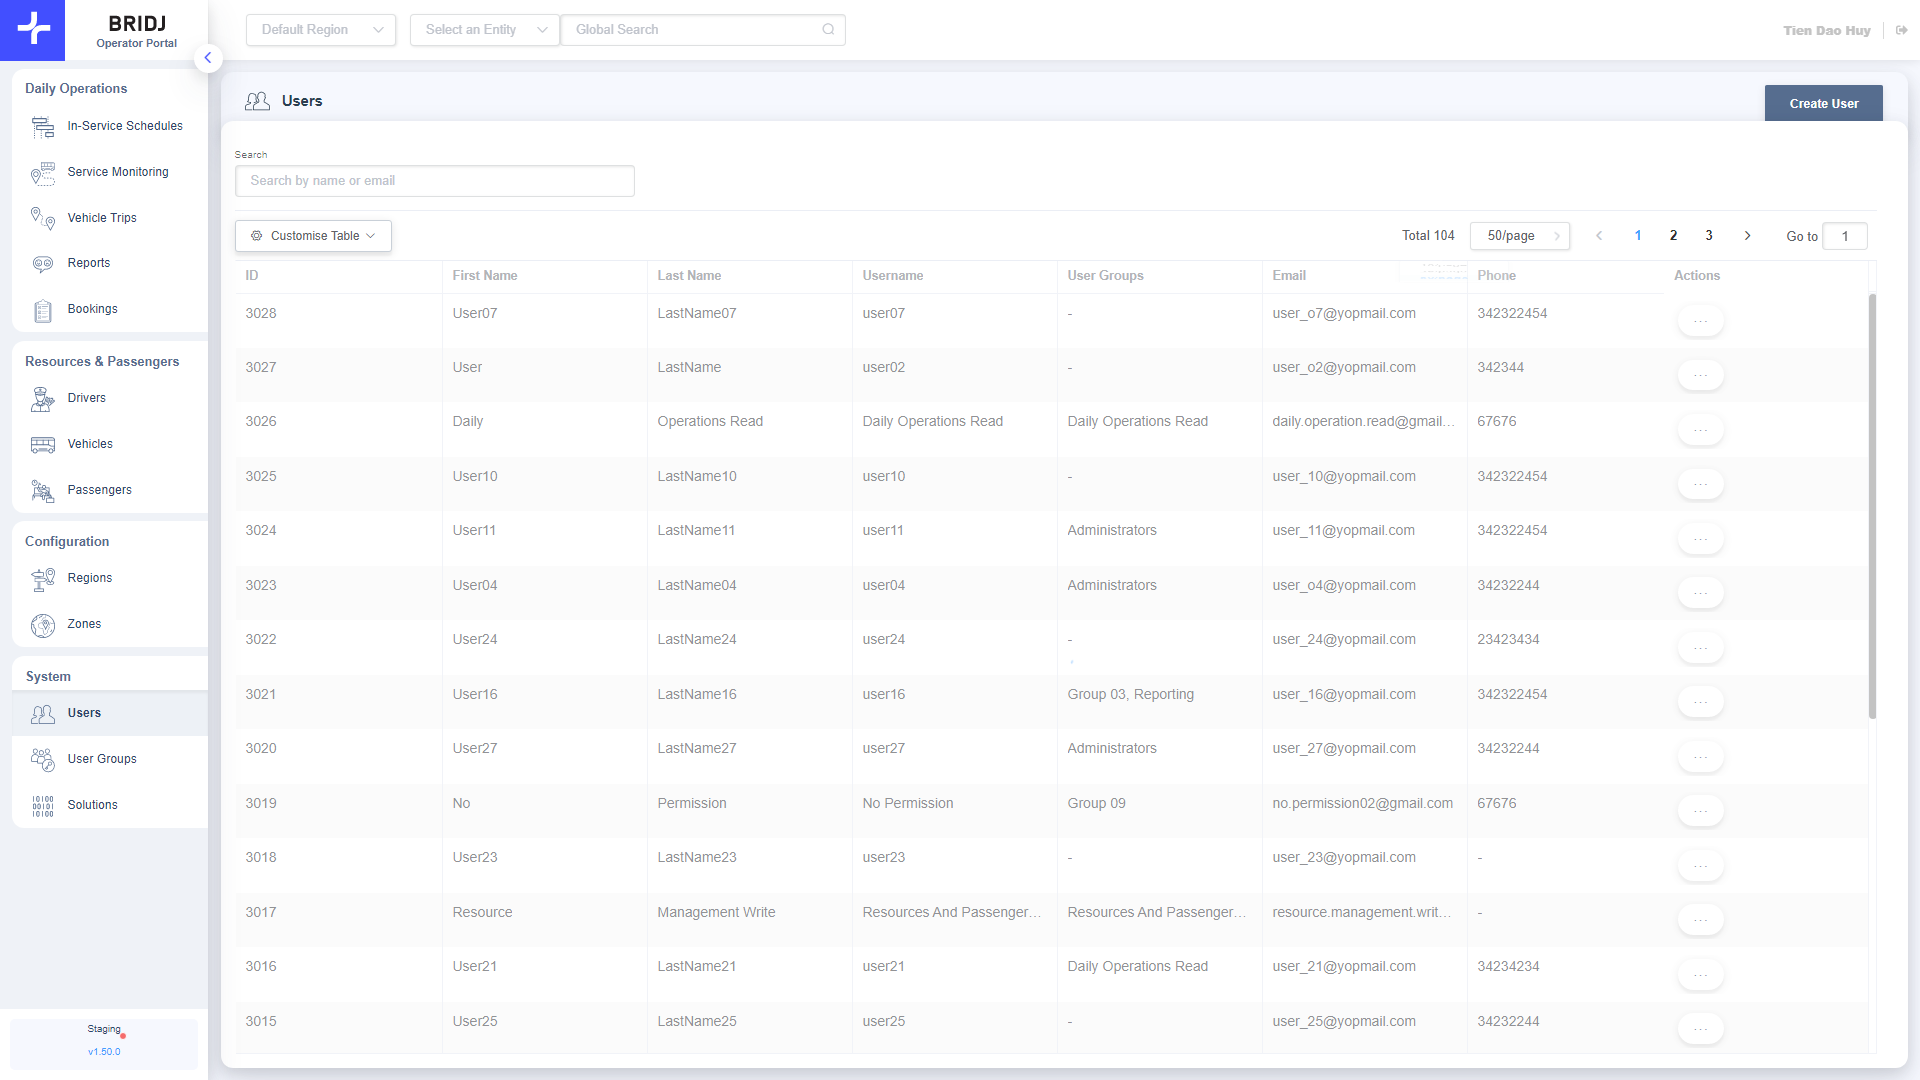 BRIDJ
Operator Portal
Default Region
Select an Entity
Global Search
Tien Dao Huy
Daily Operations
In-Service Schedules
Service Monitoring
Vehicle Trips
Reports
Bookings
Resources & Passengers
Drivers
Vehicles
Passengers
Configuration
Regions
Zones
System
Users
User Groups
Solutions
Staging
v1.50.0
Users
Create User
Search
Search by name or email
Customise Table
Total 104 50/page 1 2 3 Go to 1
ID First Name Last Name Username User Groups Email Phone Actions
3028 User07 LastName07 user07 - user_o7@yopmail.com 342322454 ...
3027 User LastName user02 - user_o2@yopmail.com 342344 ...
3026 Daily Operations Read Daily Operations Read Daily Operations Read daily.operation.read@gmail... 67676 ...
3025 User10 LastName10 user10 - user_10@yopmail.com 342322454 ...
3024 User11 LastName11 user11 Administrators user_11@yopmail.com 342322454 ...
3023 User04 LastName04 user04 Administrators user_o4@yopmail.com 34232244 ...
3022 User24 LastName24 user24 - user_24@yopmail.com 23423434 ...
3021 User16 LastName16 user16 Group 03, Reporting user_16@yopmail.com 342322454 ...
3020 User27 LastName27 user27 Administrators user_27@yopmail.com 34232244 ...
3019 No Permission No Permission Group 09 no.permission02@gmail.com 67676 ...
3018 User23 LastName23 user23 - user_23@yopmail.com - ...
3017 Resource Management Write Resources And Passenger... Resources And Passenger... resource.management.writ... - ...
3016 User21 LastName21 user21 Daily Operations Read user_21@yopmail.com 34234234 ...
3015 User25 LastName25 user25 - user_25@yopmail.com 34232244 ...